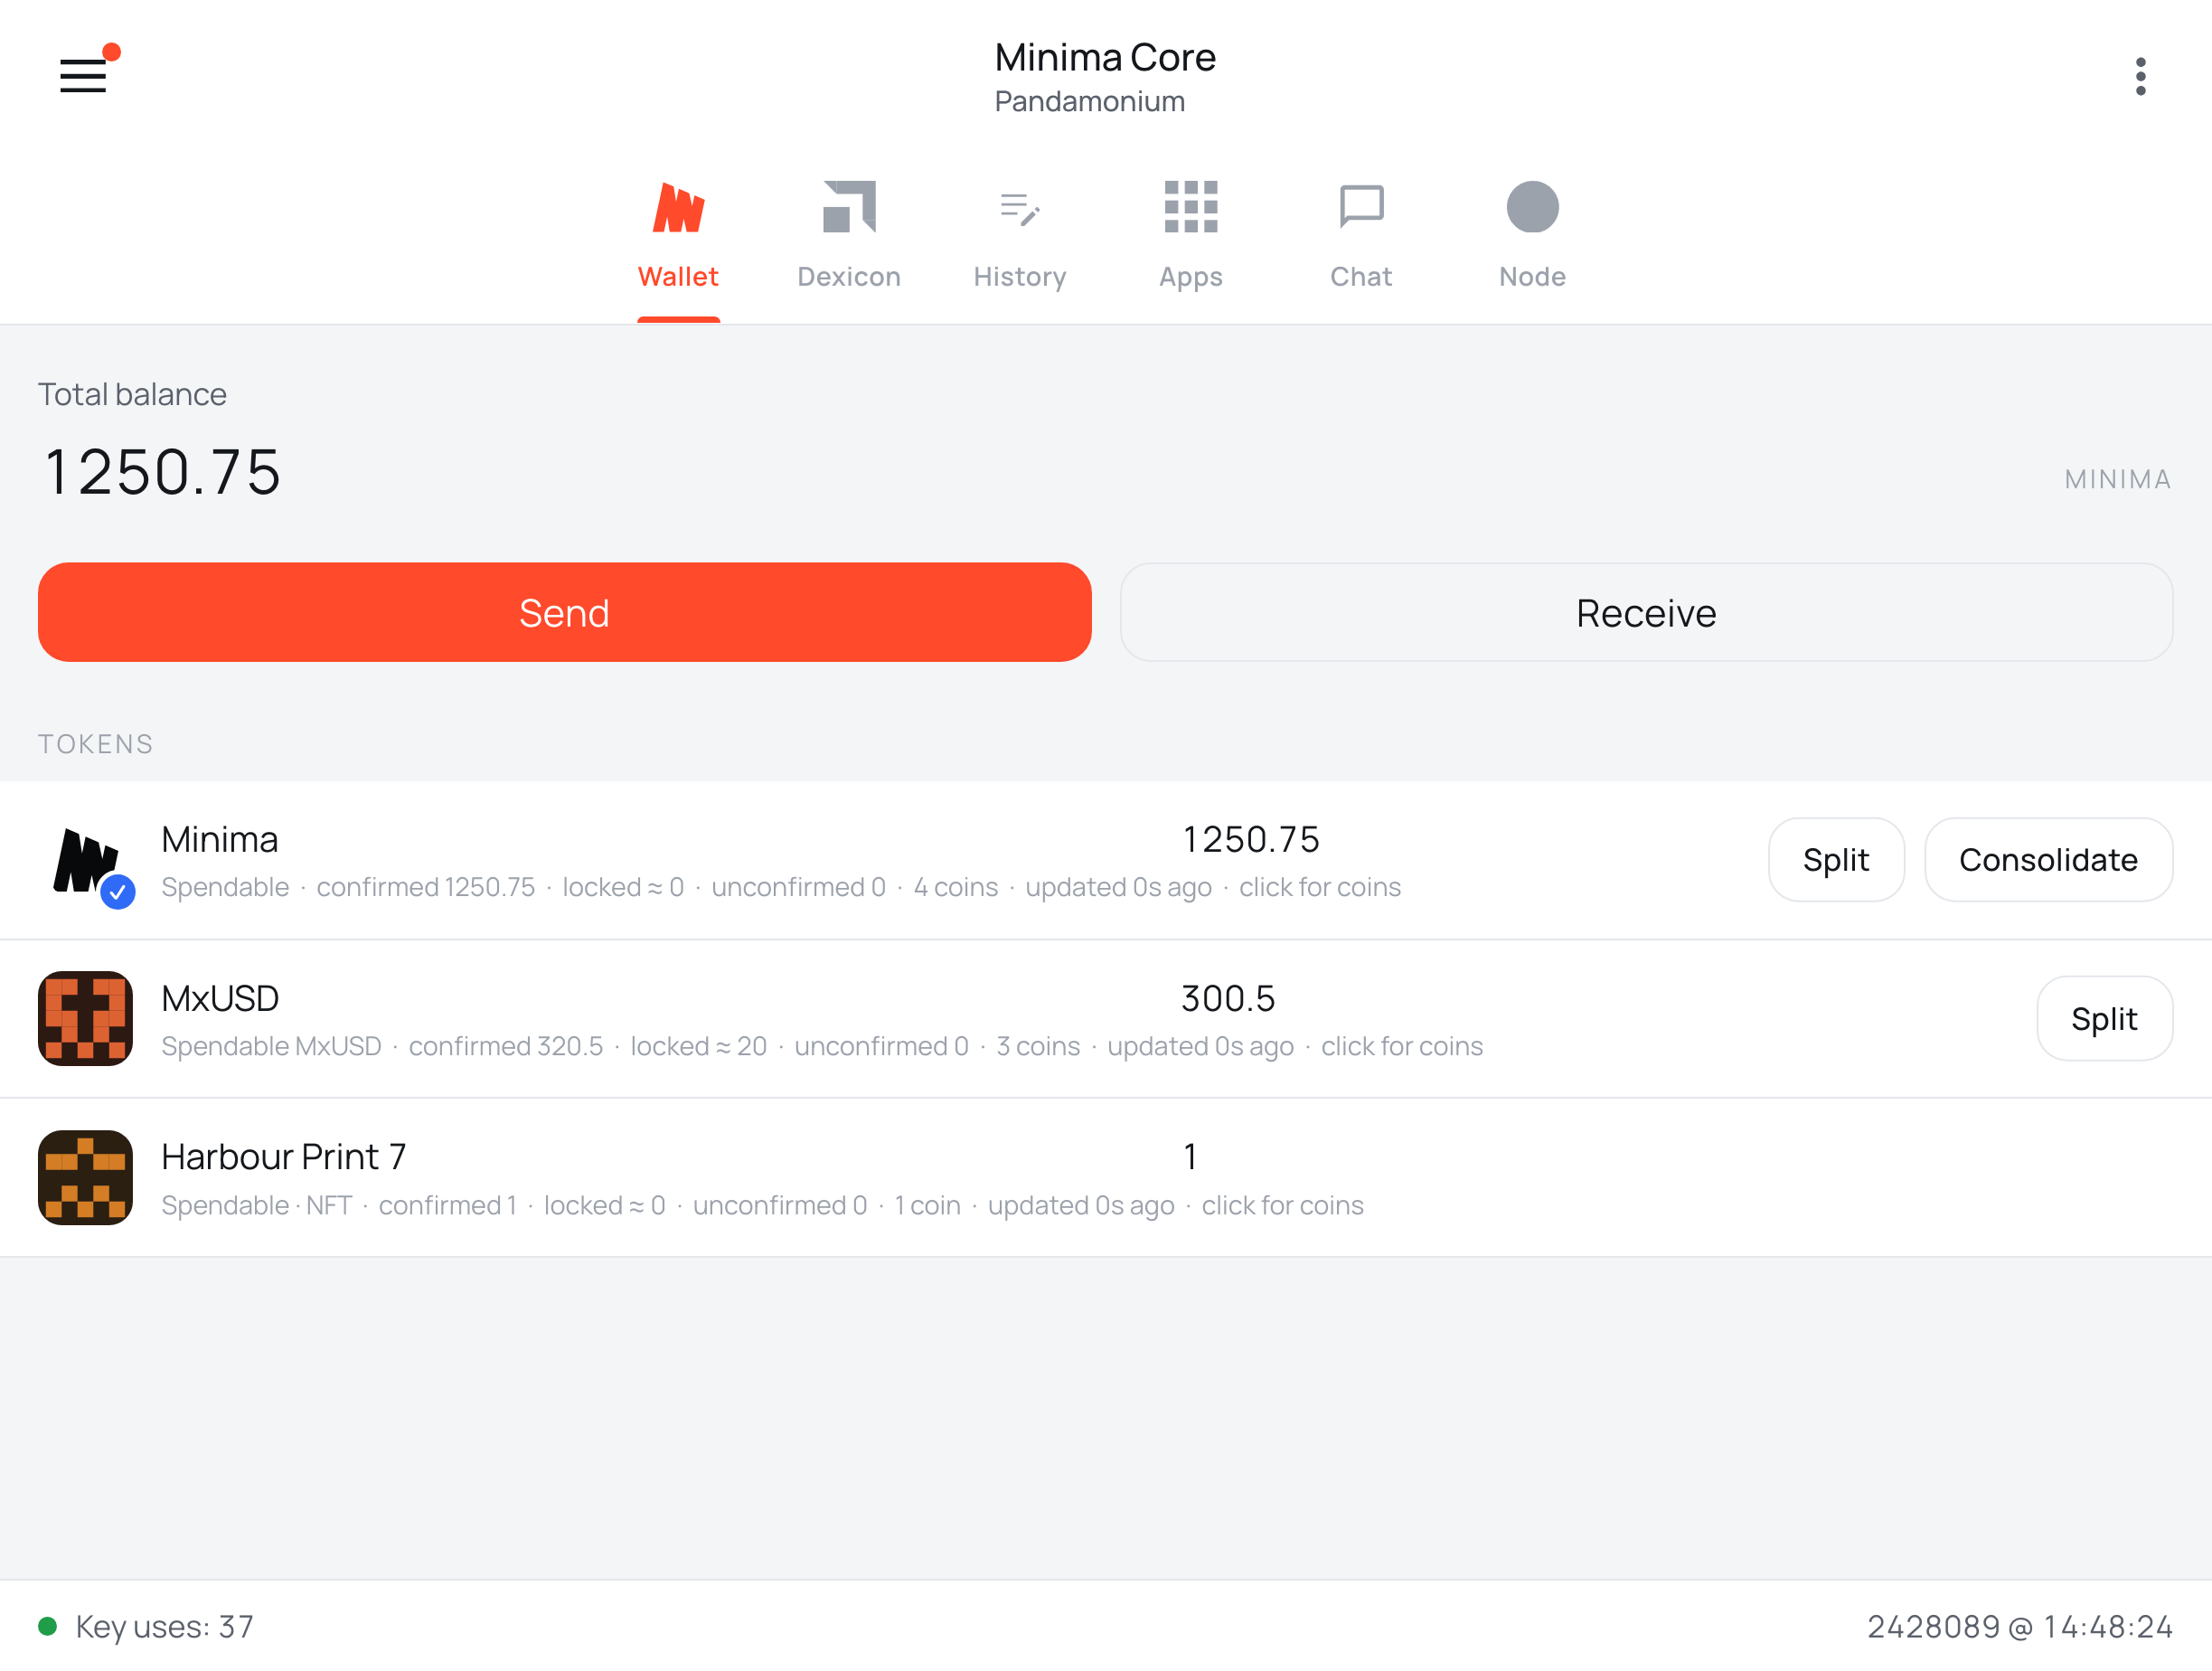 Minima Core
Pandamonium
Wallet
Dexicon
History
Apps
Chat
Node
Total balance
1250.75
MINIMA
Send
Receive
TOKENS
Minima
1250.75
Spendable · confirmed 1250.75 · locked ≈ 0 · unconfirmed 0 · 4 coins · updated 0s ago · click for coins
Split
Consolidate
MxUSD
300.5
Spendable MxUSD · confirmed 320.5 · locked ≈ 20 · unconfirmed 0 · 3 coins · updated 0s ago · click for coins
Split
Harbour Print 7
1
Spendable · NFT · confirmed 1 · locked ≈ 0 · unconfirmed 0 · 1 coin · updated 0s ago · click for coins
Key uses: 37
2428089 @ 14:48:24